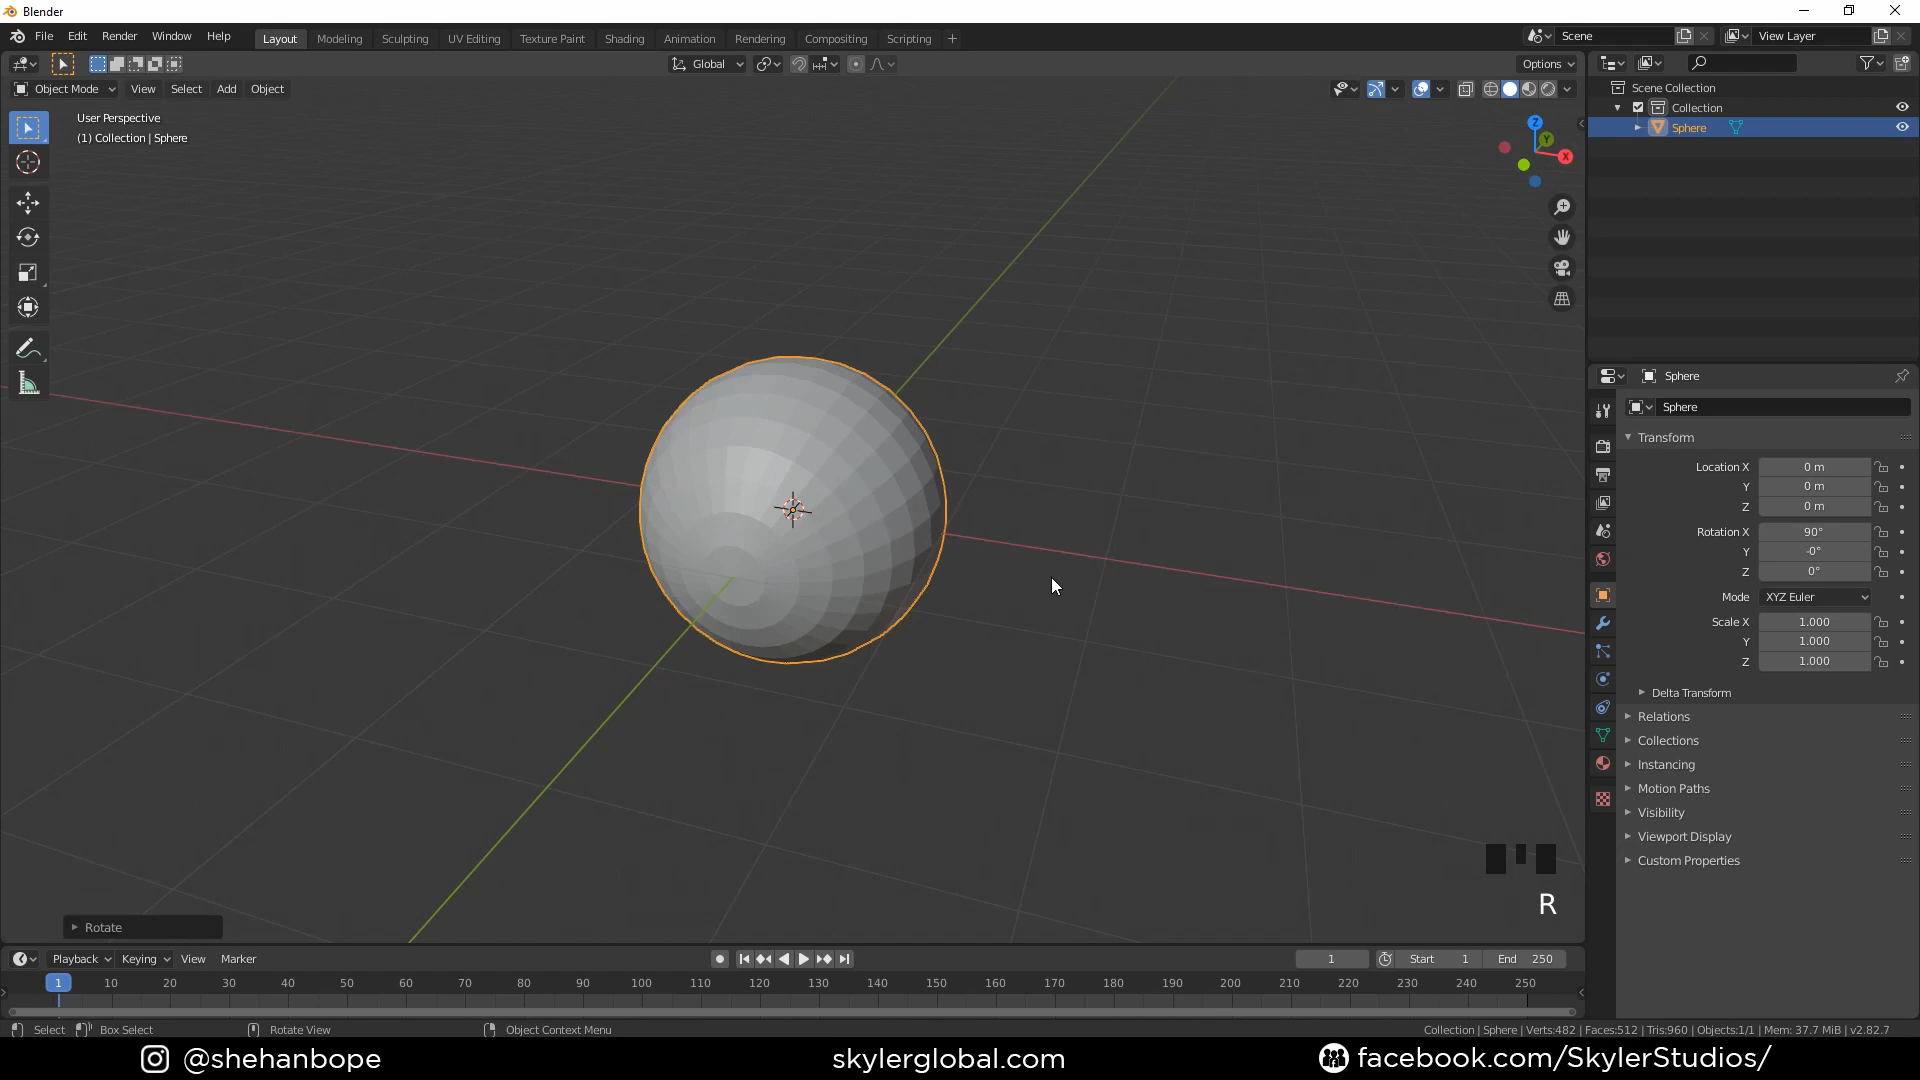 Blender
File Edit Render Window Help Layout Modeling Sculpting UV Editing Texture Paint Shading Animation Rendering Compositing Scripting + Scene View Layer
Global Options
Object Mode View Select Add Object
User Perspective
(1) Collection | Sphere
Z
Y
X
Scene Collection
Collection
Sphere
Sphere
Sphere
Transform
Location X 0 m
Y 0 m
Z 0 m
Rotation X 90°
Y -0°
Z 0°
Mode XYZ Euler
Scale X 1.000
Y 1.000
Z 1.000
Delta Transform
Relations
Collections
Instancing
Motion Paths
Visibility
Viewport Display
Custom Properties
R
Rotate
Playback Keying View Marker 1 Start 1 End 250
1 10 20 30 40 50 60 70 80 90 100 110 120 130 140 150 160 170 180 190 200 210 220 230 240 250
Select Box Select Rotate View Object Context Menu Collection | Sphere | Verts:482 | Faces:512 | Tris:960 | Objects:1/1 | Mem: 37.7 MiB | v2.82.7
@shehanbope skylerglobal.com facebook.com/SkylerStudios/